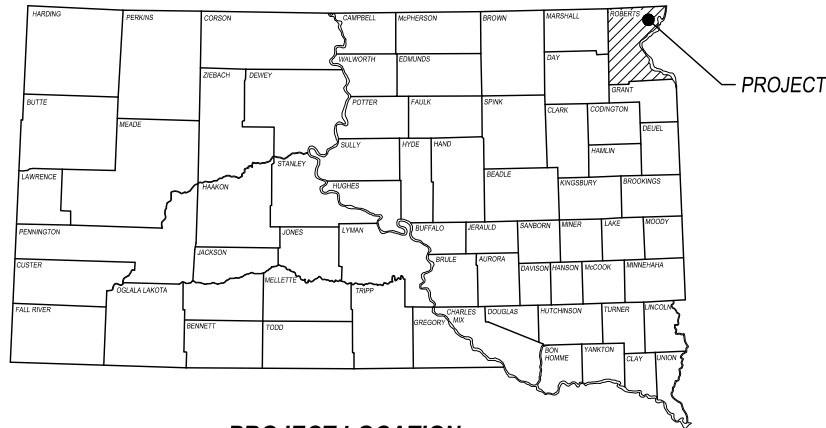 HARDING
PERKINS
CORSON
CAMPBELL
McPHERSON
BROWN
MARSHALL
ROBERTS
WALWORTH
EDMUNDS
DAY
ZIEBACH
DEWEY
PROJECT
GRANT
BUTTE
POTTER
FAULK
SPINK
CLARK
CODINGTON
MEADE
DEUEL
SULLY
HYDE
HAND
HAMLIN
STANLEY
LAWRENCE
BEADLE
HAAKON
HUGHES
KINGSBURY
BROOKINGS
PENNINGTON
JONES
LYMAN
BUFFALO
JERAULD
SANBORN
MINER
LAKE
MOODY
JACKSON
CUSTER
BRULE
AURORA
DAVISON
HANSON
McCOOK
MINNEHAHA
OGLALA LAKOTA
MELLETTE
TRIPP
FALL RIVER
GREGORY
CHARLES
MIX
DOUGLAS
HUTCHINSON
TURNER
LINCOLN
BENNETT
TODD
BON
HOMME
YANKTON
CLAY
UNION